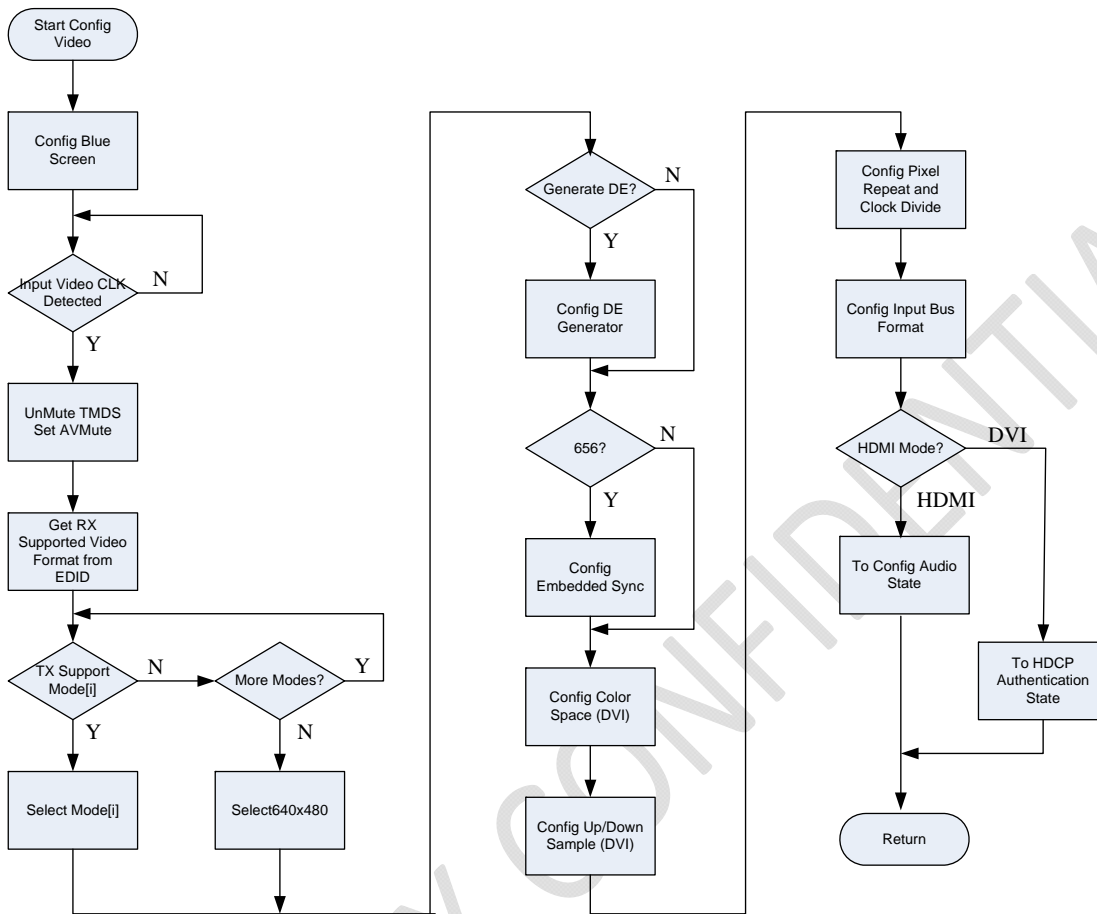 Start Config
Video
Config Blue
Screen
Input Video CLK
Detected
N
Y
UnMute TMDS
Set AVMute
Get RX
Supported Video
Format from
EDID
TX Support
Mode[i]
N
Y
More Modes?
Y
N
Select Mode[i]
Select640x480
Generate DE?
N
Y
Config DE
Generator
656?
N
Y
Config
Embedded Sync
Config Color
Space (DVI)
Config Up/Down
Sample (DVI)
Config Pixel
Repeat and
Clock Divide
Config Input Bus
Format
HDMI Mode?
DVI
HDMI
To Config Audio
State
To HDCP
Authentication
State
Return
Y CONFIDENTIA